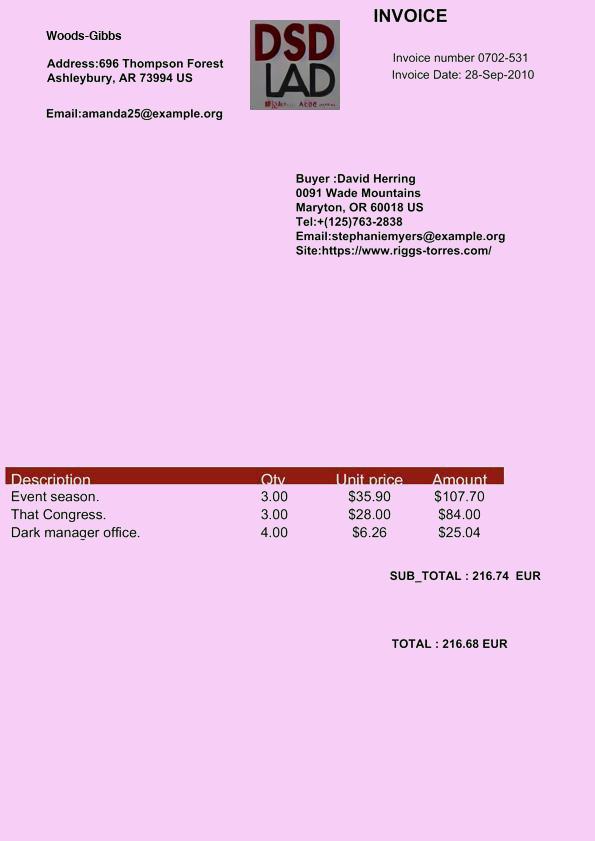 INVOICE
Woods-Gibbs
Address:696 Thompson Forest
Ashleybury, AR 73994 US
Email:amanda25@example.org
DSD
LAD
Invoice number 0702-531
Invoice Date: 28-Sep-2010
Buyer :David Herring
0091 Wade Mountains
Maryton, OR 60018 US
Tel:+(125)763-2838
Email:stephaniemyers@example.org
Site:https://www.riggs-torres.com/
Description Qty Unit price Amount
Event season. 3.00 $35.90 $107.70
That Congress. 3.00 $28.00 $84.00
Dark manager office. 4.00 $6.26 $25.04
SUB_TOTAL : 216.74 EUR
TOTAL : 216.68 EUR